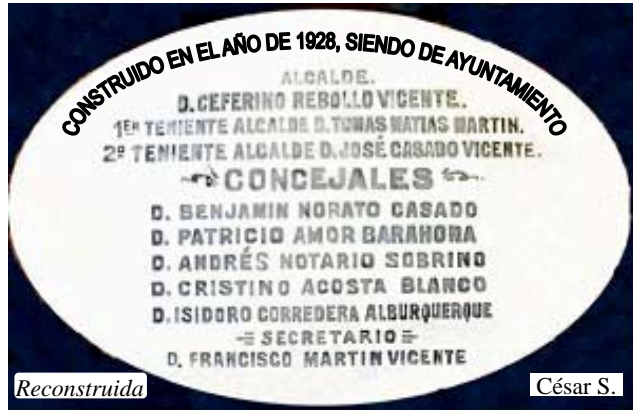 CONSTRUIDO EN EL AÑO DE 1928, SIENDO DE AYUNTAMIENTO
ALCALDE.
D. CEFERINO REBOLLO VICENTE.
1ER TENIENTE ALCALDE D. TOMAS MATIAS MARTIN.
2º TENIENTE ALCALDE D. JOSÉ CASADO VICENTE.
CONCEJALES
D. BENJAMIN NORATO CASADO
D. PATRICIO AMOR BARAHONA
D. ANDRÉS NOTARIO SOBRINO
D. CRISTINO ACOSTA BLANCO
D. ISIDORO CORREDERA ALBURQUERQUE
SECRETARIO
D. FRANCISCO MARTIN VICENTE
Reconstruida
César S.